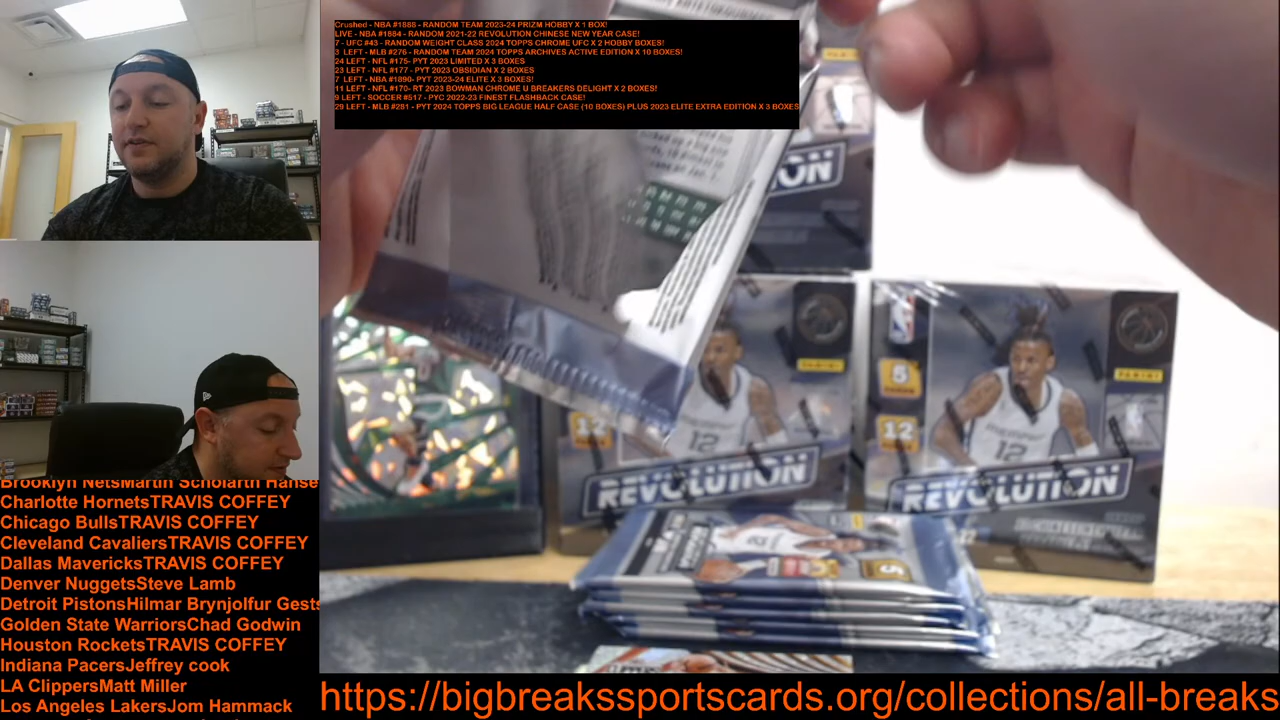 Crushed - NBA #1888 - RANDOM TEAM 2023-24 PRIZM HOBBY X 1 BOX!
LIVE - NBA #1884 - RANDOM 2021-22 REVOLUTION CHINESE NEW YEAR CASE!
7 - UFC #43 - RANDOM WEIGHT CLASS 2024 TOPPS CHROME UFC X 2 HOBBY BOXES!
3 LEFT - MLB #276 - RANDOM TEAM 2024 TOPPS ARCHIVES ACTIVE EDITION X 10 BOXES!
24 LEFT - NFL #175- PYT 2023 LIMITED X 3 BOXES
23 LEFT - NFL #177 - PYT 2023 OBSIDIAN X 2 BOXES
7 LEFT - NBA #1890- PYT 2023-24 ELITE X 3 BOXES!
11 LEFT - NFL #170- RT 2023 BOWMAN CHROME U BREAKERS DELIGHT X 2 BOXES!
9 LEFT - SOCCER #517 - PYC 2022-23 FINEST FLASHBACK CASE!
29 LEFT - MLB #281 - PYT 2024 TOPPS BIG LEAGUE HALF CASE (10 BOXES) PLUS 2023 ELITE EXTRA EDITION X 3 BOXES
ON
PANINI
5
12
12
12
12
REVOLUTION
REVOLUTION
Brooklyn NetsMartin Scholarth Hanse
Charlotte HornetsTRAVIS COFFEY
Chicago BullsTRAVIS COFFEY
Cleveland CavaliersTRAVIS COFFEY
Dallas MavericksTRAVIS COFFEY
Denver NuggetsSteve Lamb
Detroit PistonsHilmar Brynjolfur Gests
Golden State WarriorsChad Godwin
Houston RocketsTRAVIS COFFEY
Indiana PacersJeffrey cook
LA ClippersMatt Miller
Los Angeles LakersJom Hammack
https://bigbreakssportscards.org/collections/all-breaks